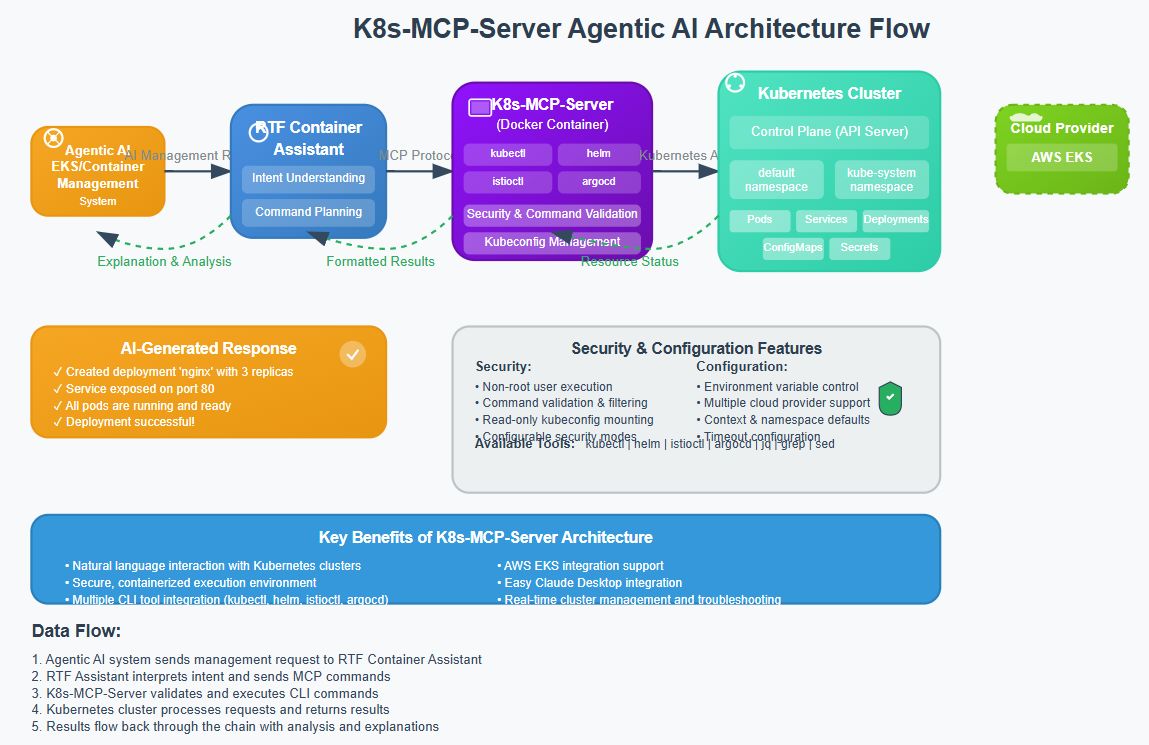 K8s-MCP-Server Agentic AI Architecture Flow
Agentic AI
EKS/Container
Management
System
AI Management R
RTF Container
Assistant
Intent Understanding
Command Planning
MCP Protoc
K8s-MCP-Server
(Docker Container)
kubectl
helm
istioctl
argocd
Security & Command Validation
Kubeconfig Management
Kubernetes A
Kubernetes Cluster
Control Plane (API Server)
default
namespace
kube-system
namespace
Pods
Services
Deployments
ConfigMaps
Secrets
Cloud Provider
AWS EKS
Explanation & Analysis
Formatted Results
Resource Status
AI-Generated Response
✓ Created deployment 'nginx' with 3 replicas
✓ Service exposed on port 80
✓ All pods are running and ready
✓ Deployment successful!
Security & Configuration Features
Security:
• Non-root user execution
• Command validation & filtering
• Read-only kubeconfig mounting
• Configurable security modes
Configuration:
• Environment variable control
• Multiple cloud provider support
• Context & namespace defaults
• Timeout configuration
Available Tools: kubectl | helm | istioctl | argocd | jq | grep | sed
Key Benefits of K8s-MCP-Server Architecture
• Natural language interaction with Kubernetes clusters
• Secure, containerized execution environment
• Multiple CLI tool integration (kubectl, helm, istioctl, argocd)
• AWS EKS integration support
• Easy Claude Desktop integration
• Real-time cluster management and troubleshooting
Data Flow:
1. Agentic AI system sends management request to RTF Container Assistant
2. RTF Assistant interprets intent and sends MCP commands
3. K8s-MCP-Server validates and executes CLI commands
4. Kubernetes cluster processes requests and returns results
5. Results flow back through the chain with analysis and explanations